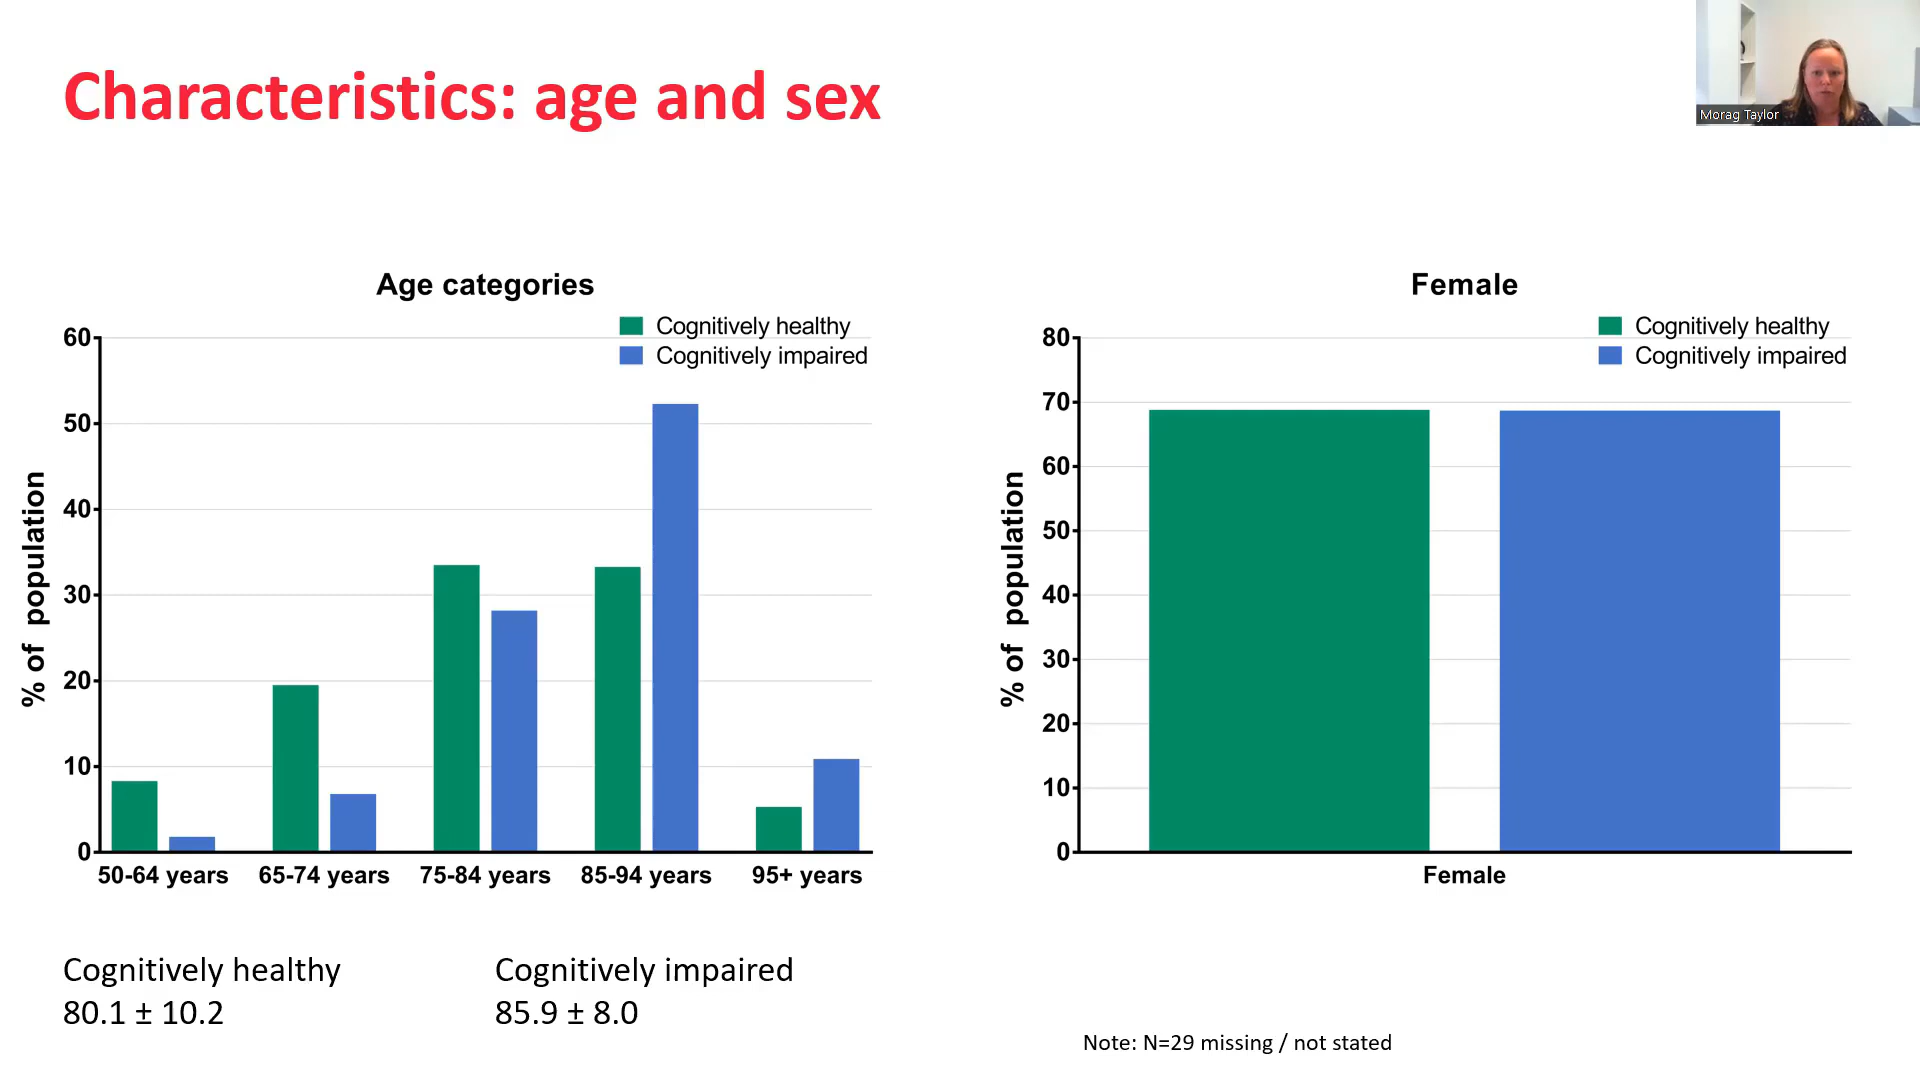 Characteristics: age and sex
Morag Taylor
Age categories
Cognitively healthy
Cognitively impaired
% of population
60
50
40
30
20
10
0
50-64 years
65-74 years
75-84 years
85-94 years
95+ years
Female
Cognitively healthy
Cognitively impaired
% of population
80
70
60
50
40
30
20
10
0
Female
Cognitively healthy
80.1 ± 10.2
Cognitively impaired
85.9 ± 8.0
Note: N=29 missing / not stated